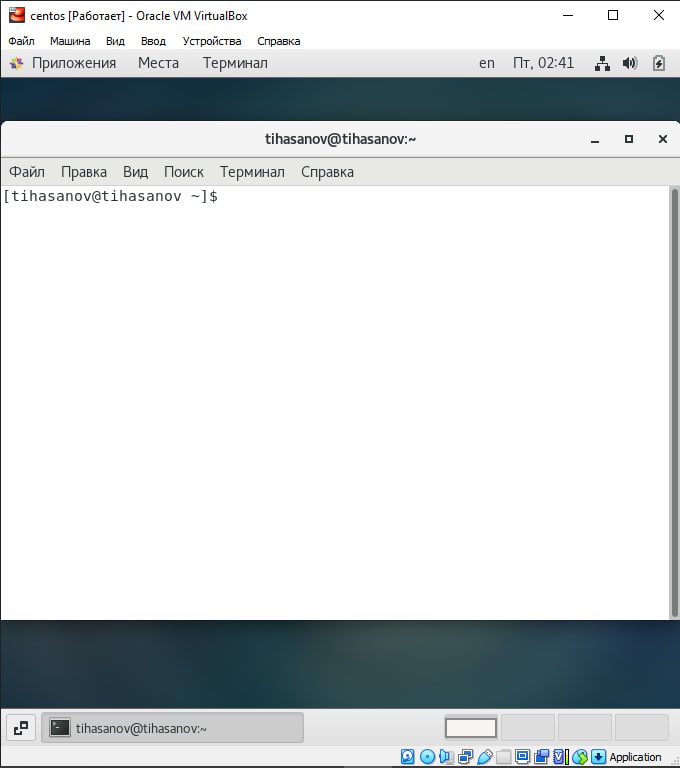 centos [Работает] - Oracle VM VirtualBox
Файл Машина Вид Ввод Устройства Справка
Приложения Места Терминал en Пт, 02:41
tihasanov@tihasanov:~
Файл Правка Вид Поиск Терминал Справка
[tihasanov@tihasanov ~]$
tihasanov@tihasanov:~
Application